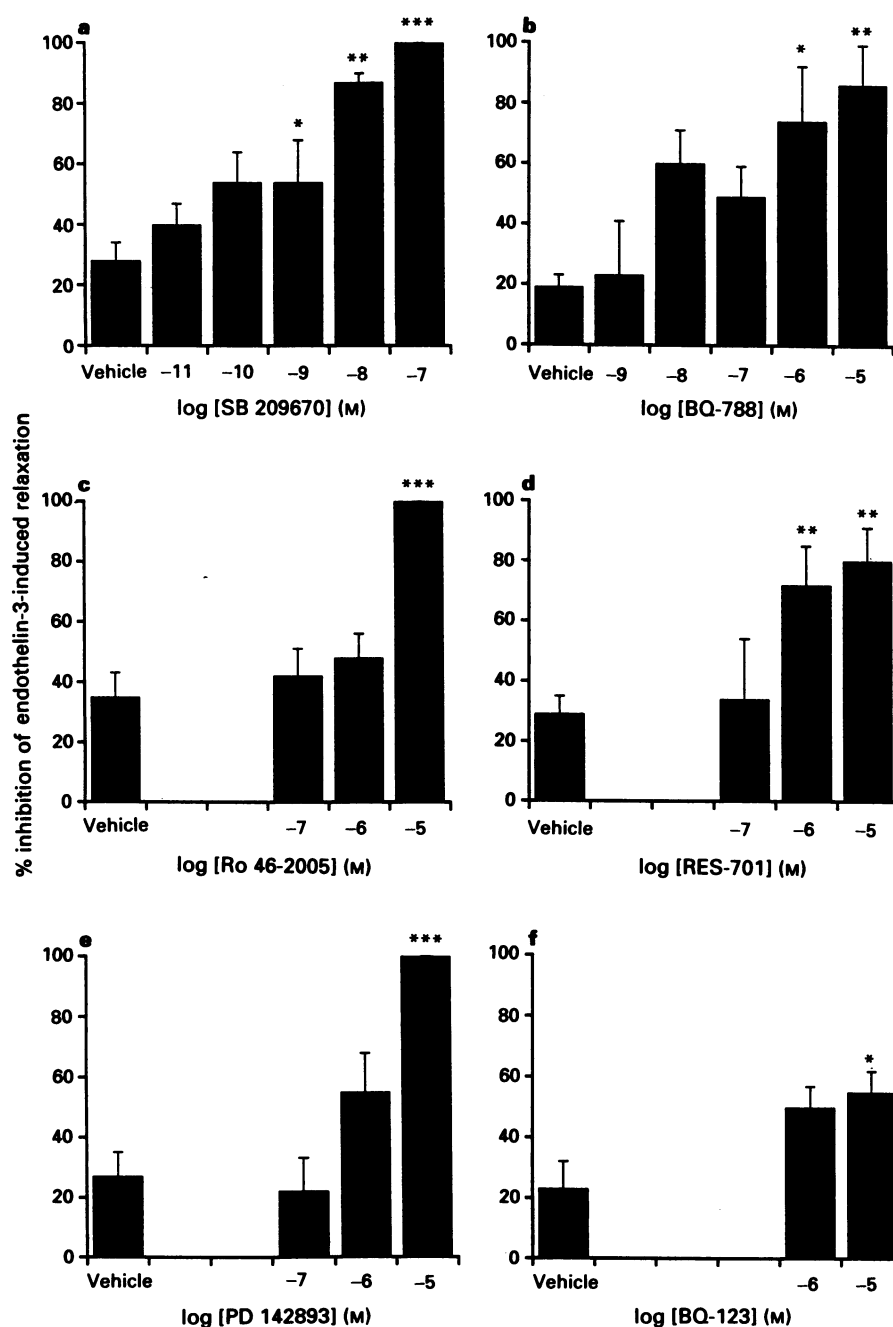 % inhibition of endothelin-3-induced relaxation
a
100
80
60
40
20
0
* ** ***
Vehicle –11 –10 –9 –8 –7
log [SB 209670] (M)
b
100
80
60
40
20
0
* **
Vehicle –9 –8 –7 –6 –5
log [BQ-788] (M)
c
100
80
60
40
20
0
***
Vehicle –7 –6 –5
log [Ro 46-2005] (M)
d
100
80
60
40
20
0
** **
Vehicle –7 –6 –5
log [RES-701] (M)
e
100
80
60
40
20
0
***
Vehicle –7 –6 –5
log [PD 142893] (M)
f
100
80
60
40
20
0
*
Vehicle –6 –5
log [BQ-123] (M)